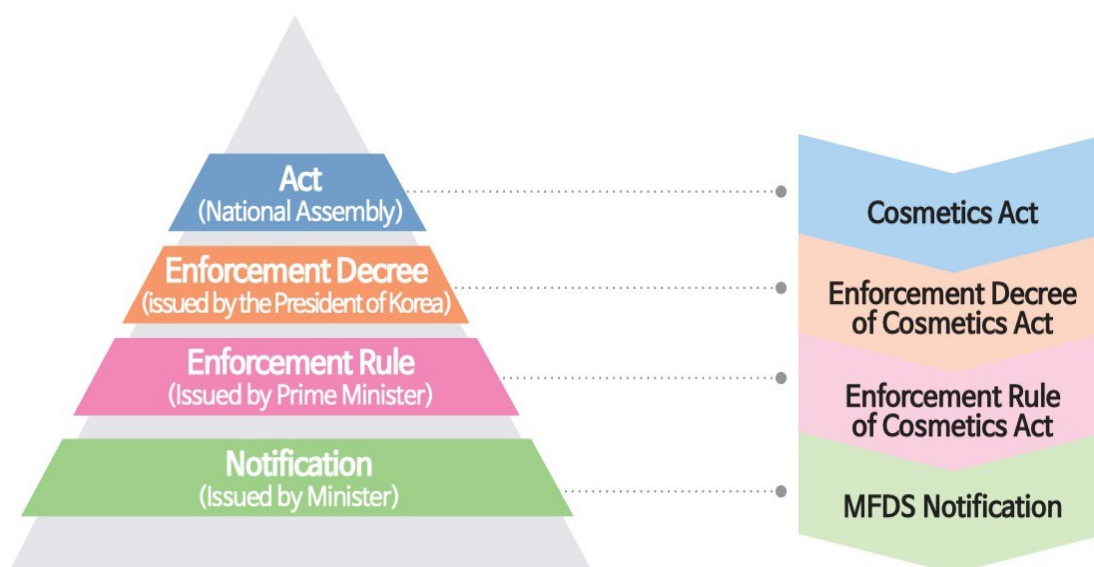 Act
(National Assembly)
Enforcement Decree
(issued by the President of Korea)
Enforcement Rule
(Issued by Prime Minister)
Notification
(Issued by Minister)
Cosmetics Act
Enforcement Decree
of Cosmetics Act
Enforcement Rule
of Cosmetics Act
MFDS Notification